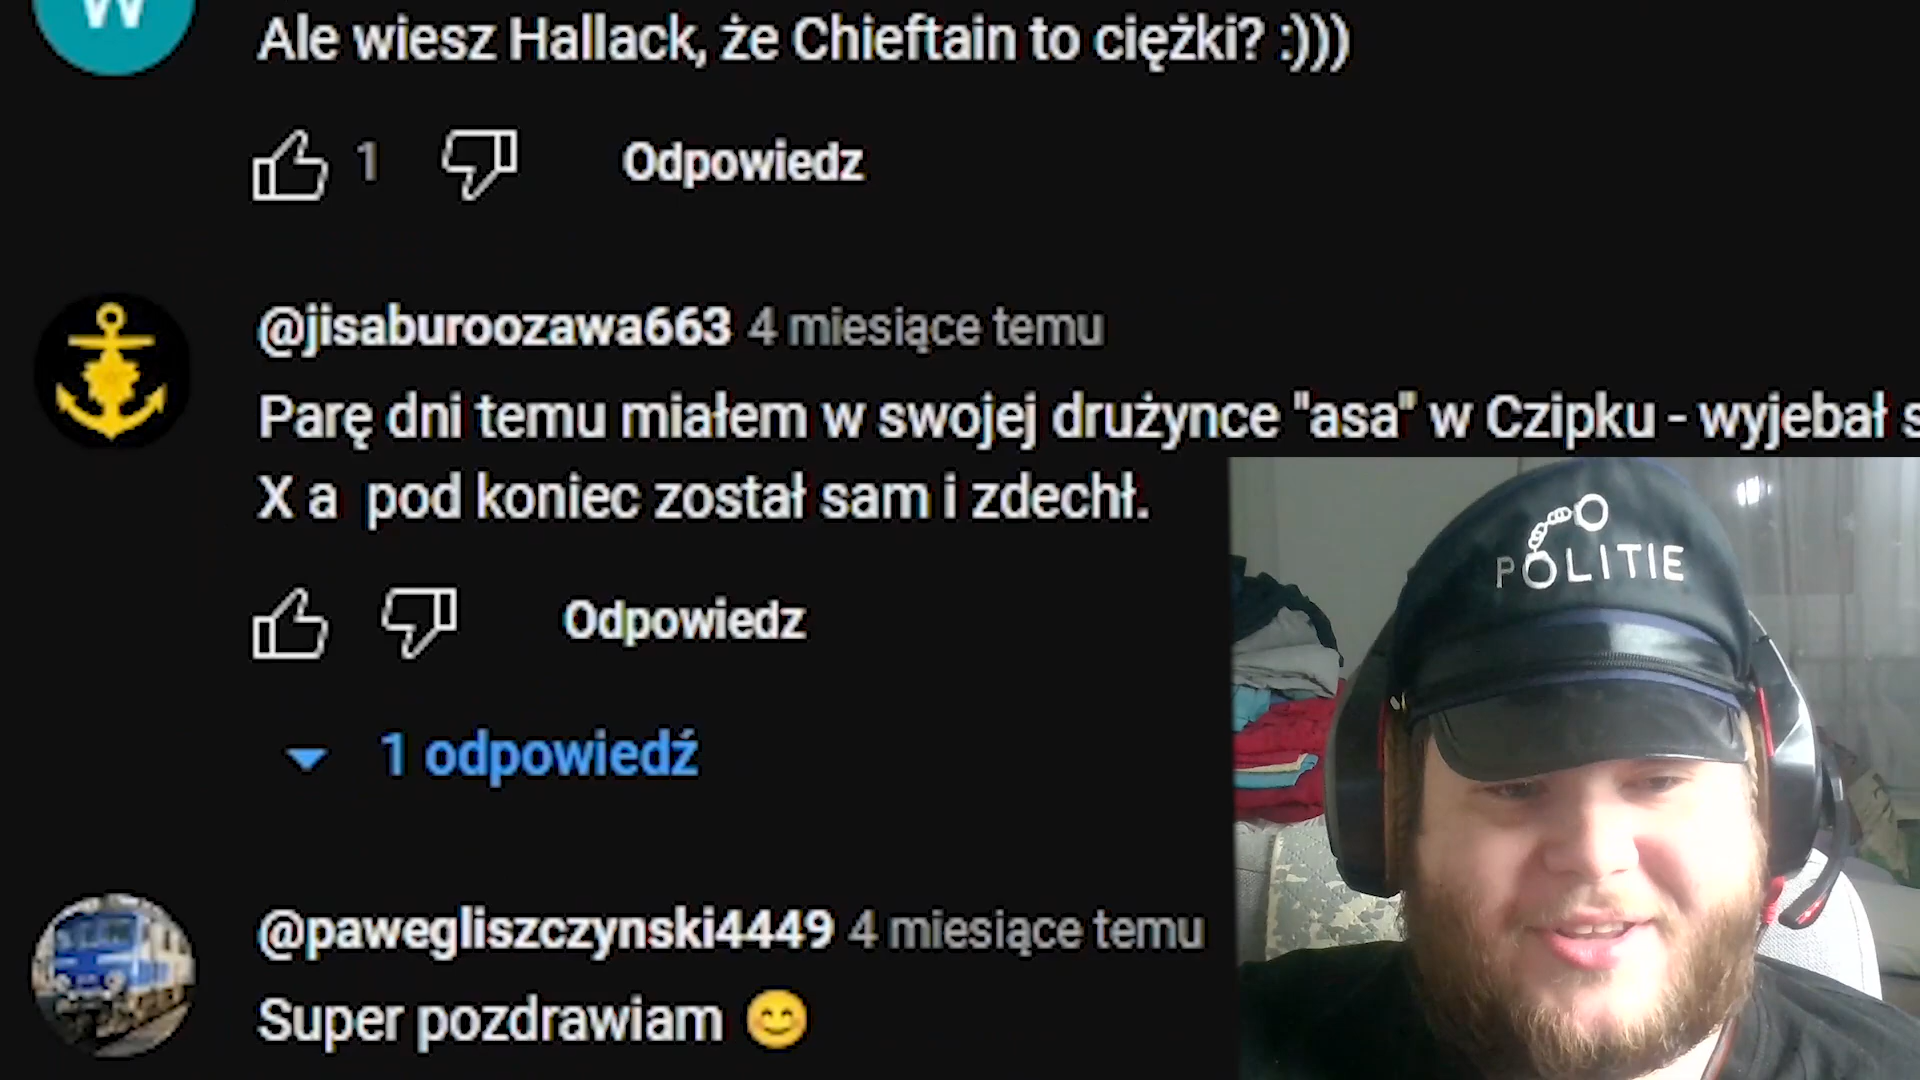 W
Ale wiesz Hallack, że Chieftain to ciężki? :)))
1
Odpowiedz
@jisaburoozawa663 4 miesiące temu
Parę dni temu miałem w swojej drużynce "asa" w Czipku - wyjebał s
X a pod koniec został sam i zdechł.
Odpowiedz
1 odpowiedź
@pawegliszczynski4449 4 miesiące temu
Super pozdrawiam 😊
POLITIE